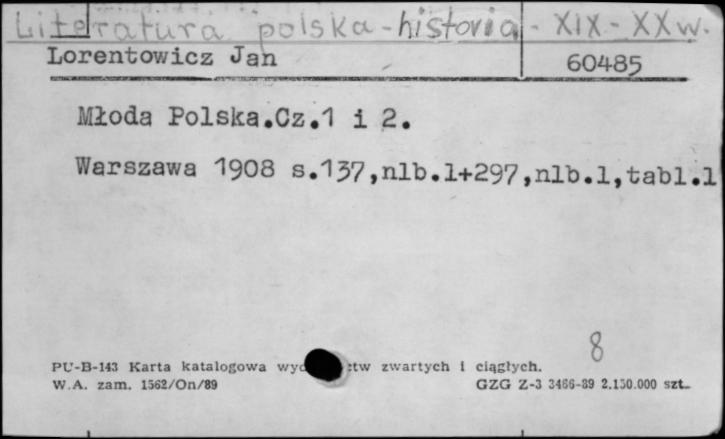 Literatura polska - historia - XIX - XX w.
Lorentowicz Jan 60485
Młoda Polska.Cz.1 i 2.
Warszawa 1908 s.137,nlb.1+297,nlb.1,tabl.1
8
PU-B-143 Karta katalogowa zwartych i ciągłych.
W.A. zam. 1562/On/89 GZG Z-3 3466-89 2.150.000 szt.